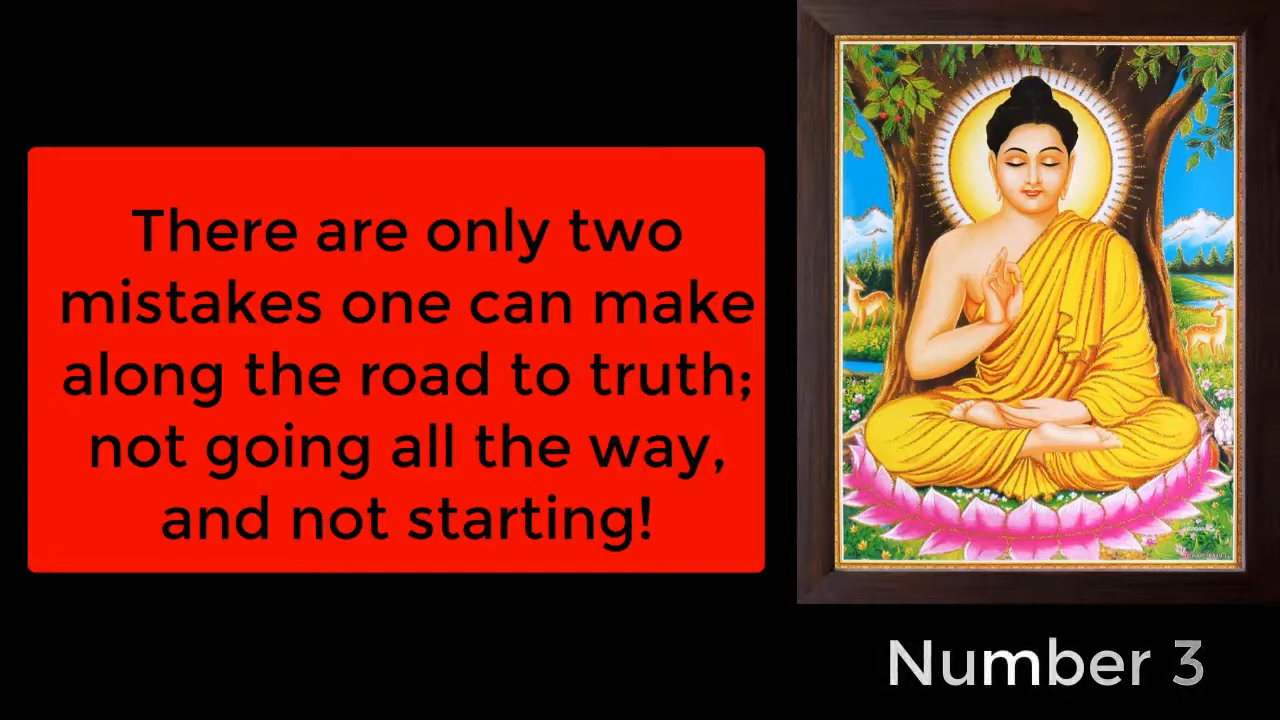 There are only two
mistakes one can make
along the road to truth;
not going all the way,
and not starting!
Number 3